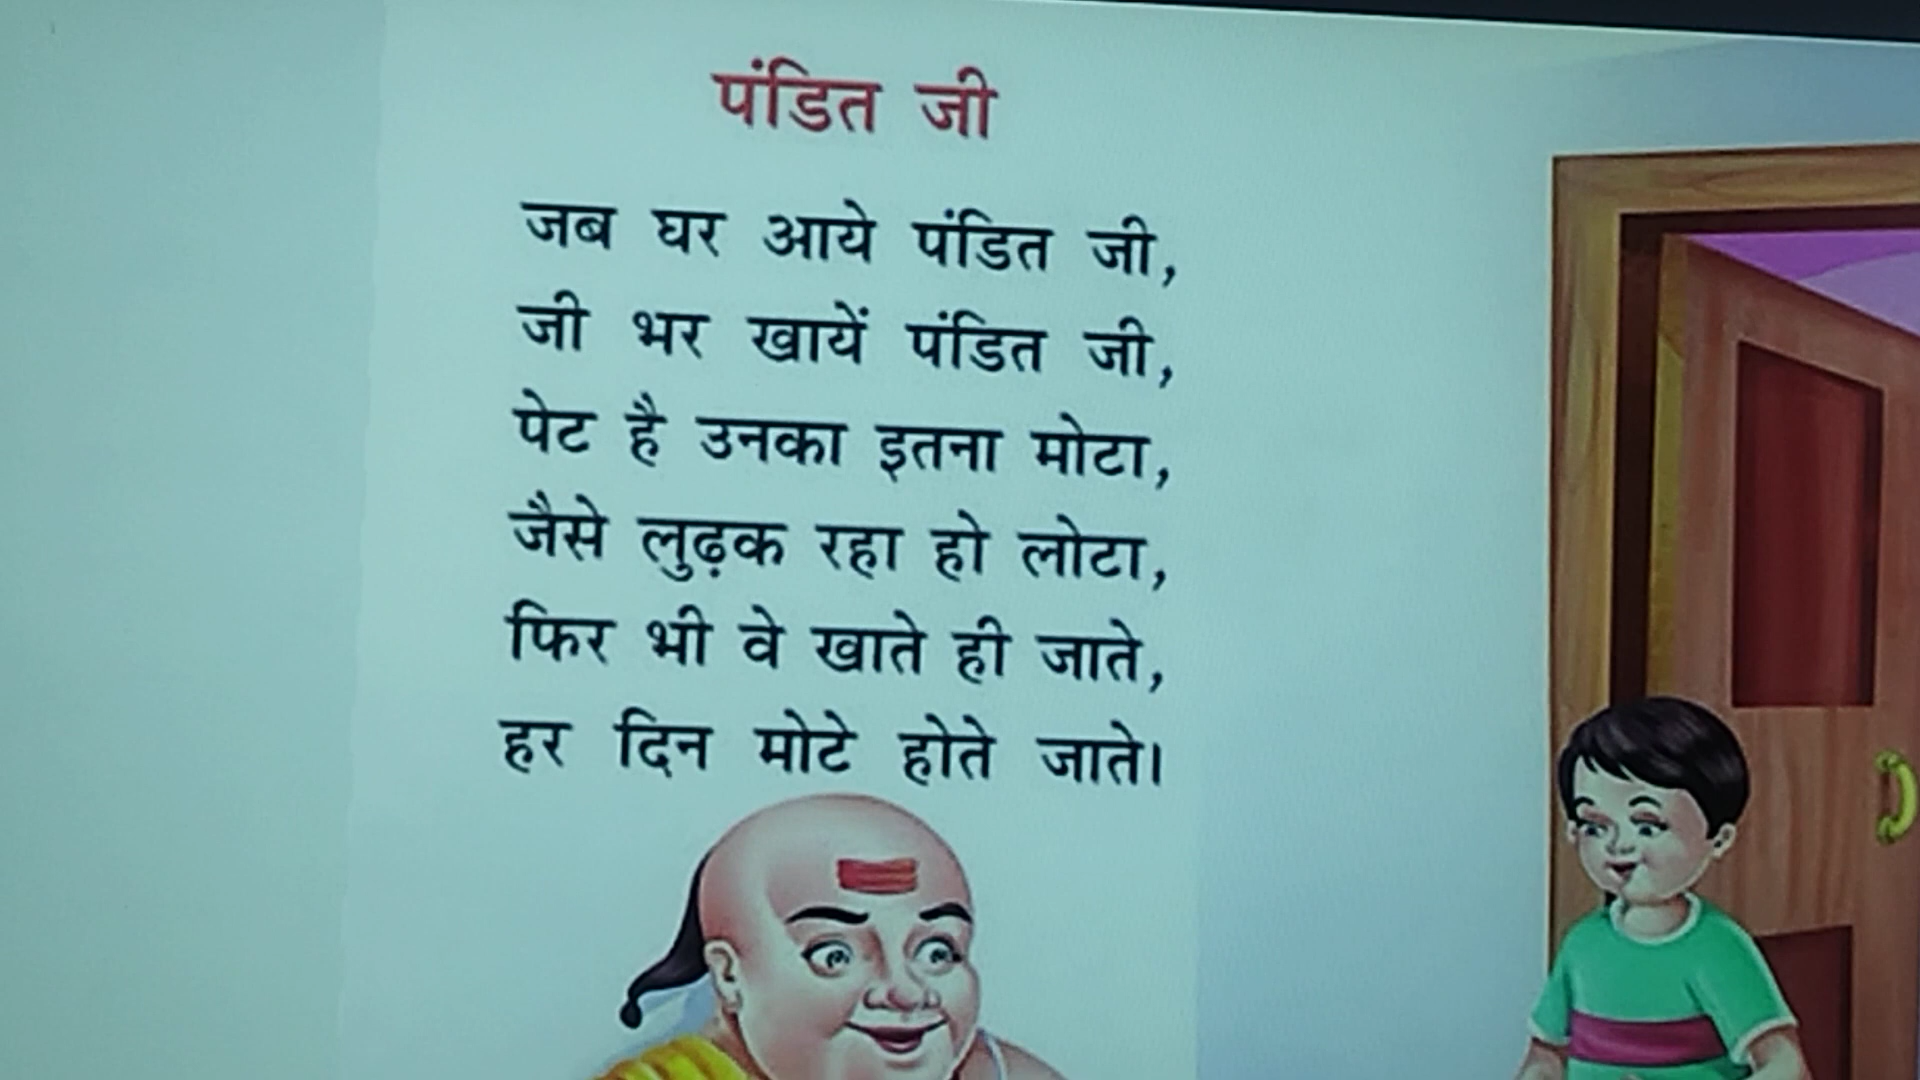 पंडित जी
जब घर आये पंडित जी,
जी भर खायें पंडित जी,
पेट है उनका इतना मोटा,
जैसे लुढ़क रहा हो लोटा,
फिर भी वे खाते ही जाते,
हर दिन मोटे होते जाते।